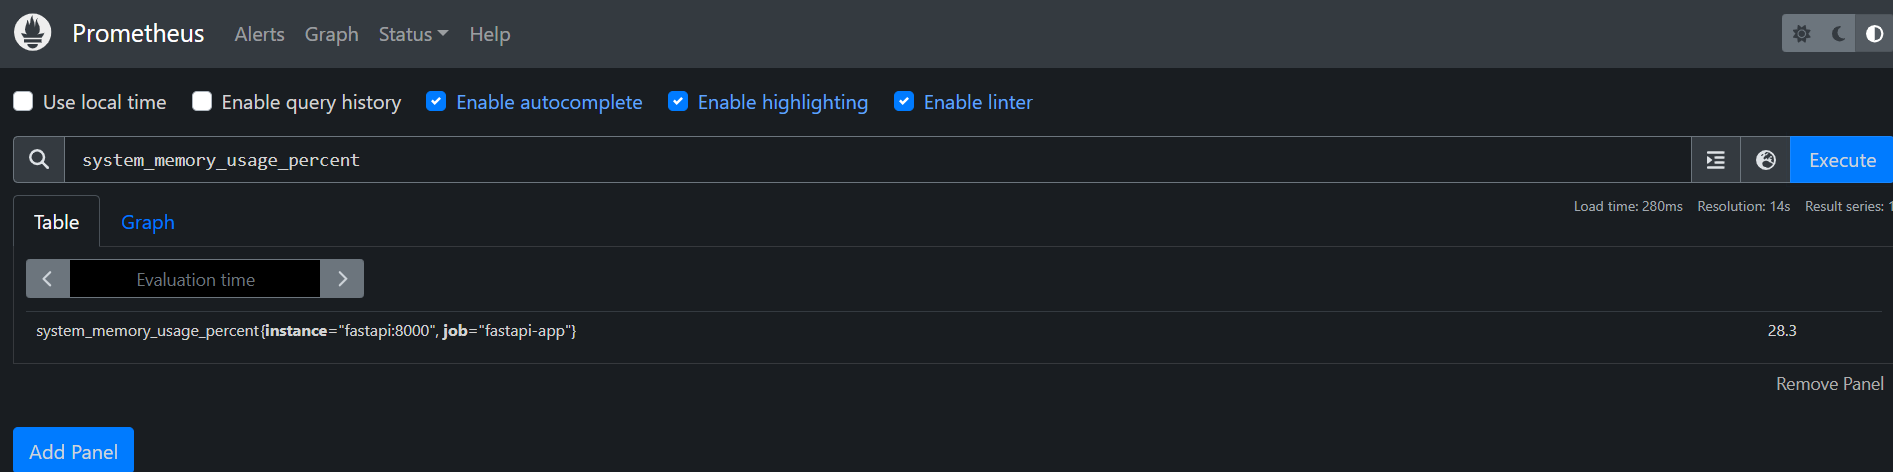 Prometheus Alerts Graph Status Help
Use local time Enable query history Enable autocomplete Enable highlighting Enable linter
system_memory_usage_percent Execute
Table Graph Load time: 280ms Resolution: 14s Result series: 1
Evaluation time
system_memory_usage_percent{instance="fastapi:8000", job="fastapi-app"} 28.3
Remove Panel
Add Panel